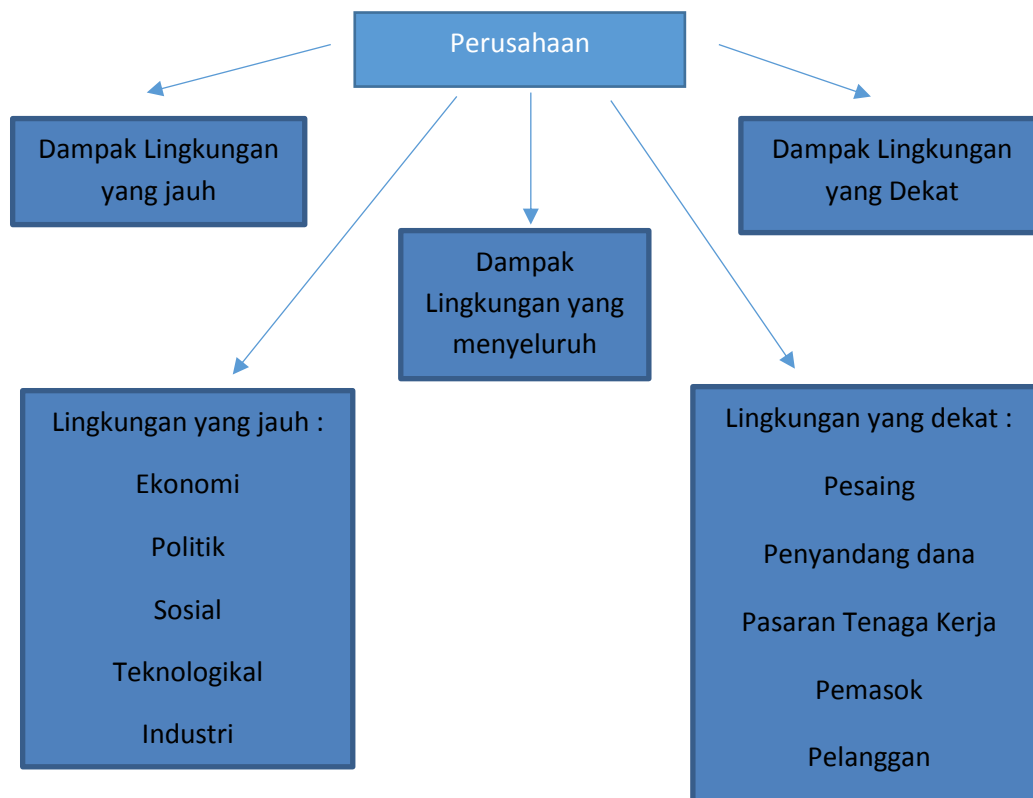 Perusahaan
Dampak Lingkungan
yang jauh
Dampak Lingkungan
yang Dekat
Dampak
Lingkungan yang
menyeluruh
Lingkungan yang jauh :
Ekonomi
Politik
Sosial
Teknologikal
Industri
Lingkungan yang dekat :
Pesaing
Penyandang dana
Pasaran Tenaga Kerja
Pemasok
Pelanggan